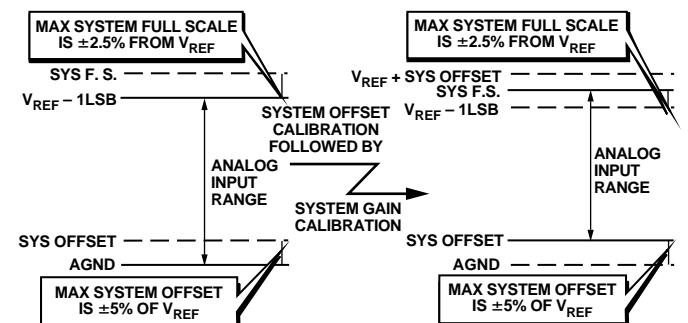 MAX SYSTEM FULL SCALE
IS ±2.5% FROM VREF
SYS F. S.
VREF – 1LSB
ANALOG
INPUT
RANGE
SYS OFFSET
AGND
MAX SYSTEM OFFSET
IS ±5% OF VREF
SYSTEM OFFSET
CALIBRATION
FOLLOWED BY
SYSTEM GAIN
CALIBRATION
MAX SYSTEM FULL SCALE
IS ±2.5% FROM VREF
VREF + SYS OFFSET
SYS F.S.
VREF – 1LSB
ANALOG
INPUT
RANGE
SYS OFFSET
AGND
MAX SYSTEM OFFSET
IS ±5% OF VREF